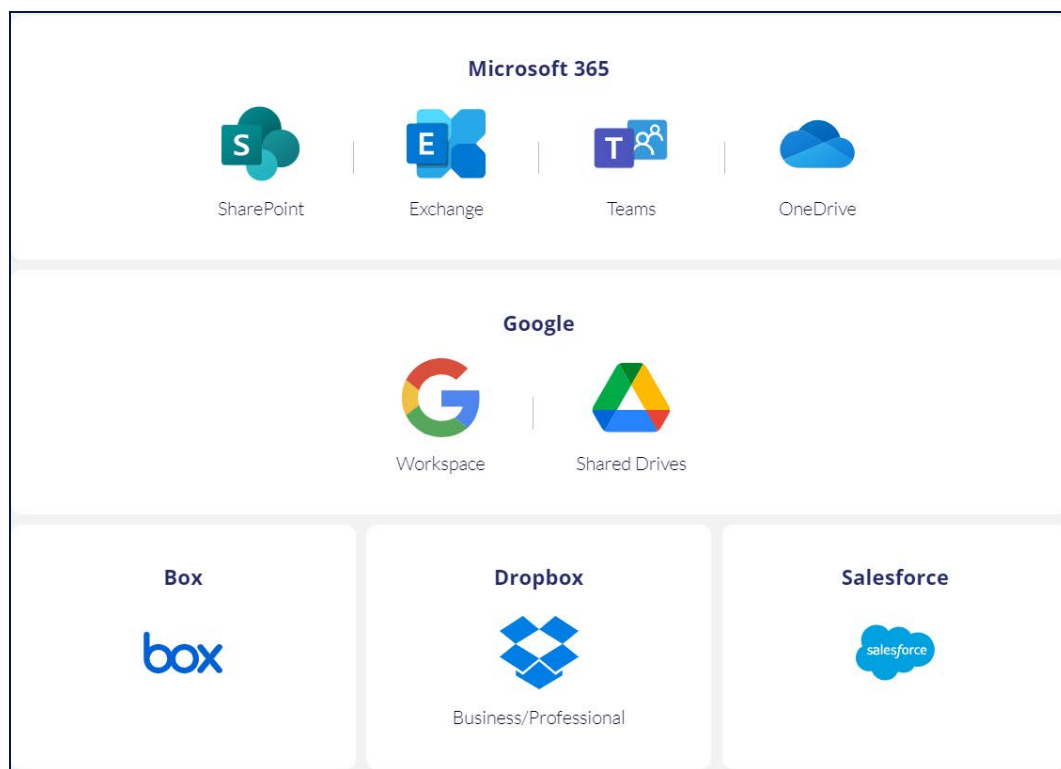 Microsoft 365
S
E
T
SharePoint
Exchange
Teams
OneDrive
Google
Workspace
Shared Drives
Box
Dropbox
Salesforce
box
salesforce
Business/Professional